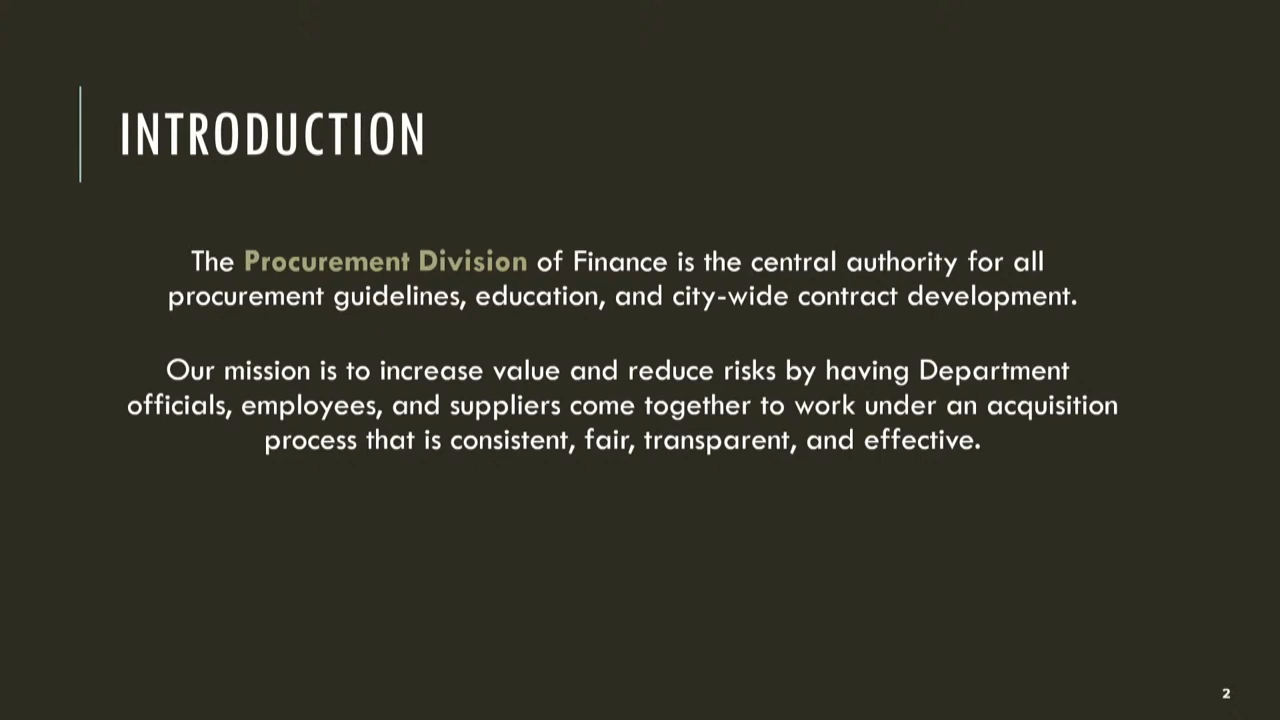 INTRODUCTION
The Procurement Division of Finance is the central authority for all
procurement guidelines, education, and city-wide contract development.
Our mission is to increase value and reduce risks by having Department
officials, employees, and suppliers come together to work under an acquisition
process that is consistent, fair, transparent, and effective.
2